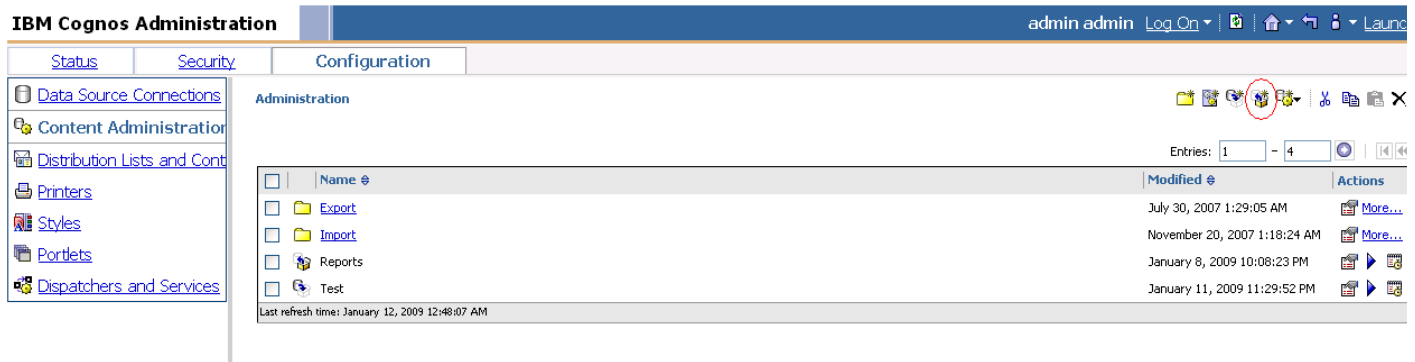 IBM Cognos Administration
admin admin Log On Launc
Status Security Configuration
Data Source Connections
Content Administration
Distribution Lists and Cont
Printers
Styles
Portlets
Dispatchers and Services
Administration
Entries: 1 - 4
Name Modified Actions
Export July 30, 2007 1:29:05 AM More...
Import November 20, 2007 1:18:24 AM More...
Reports January 8, 2009 10:08:23 PM
Test January 11, 2009 11:29:52 PM
Last refresh time: January 12, 2009 12:48:07 AM